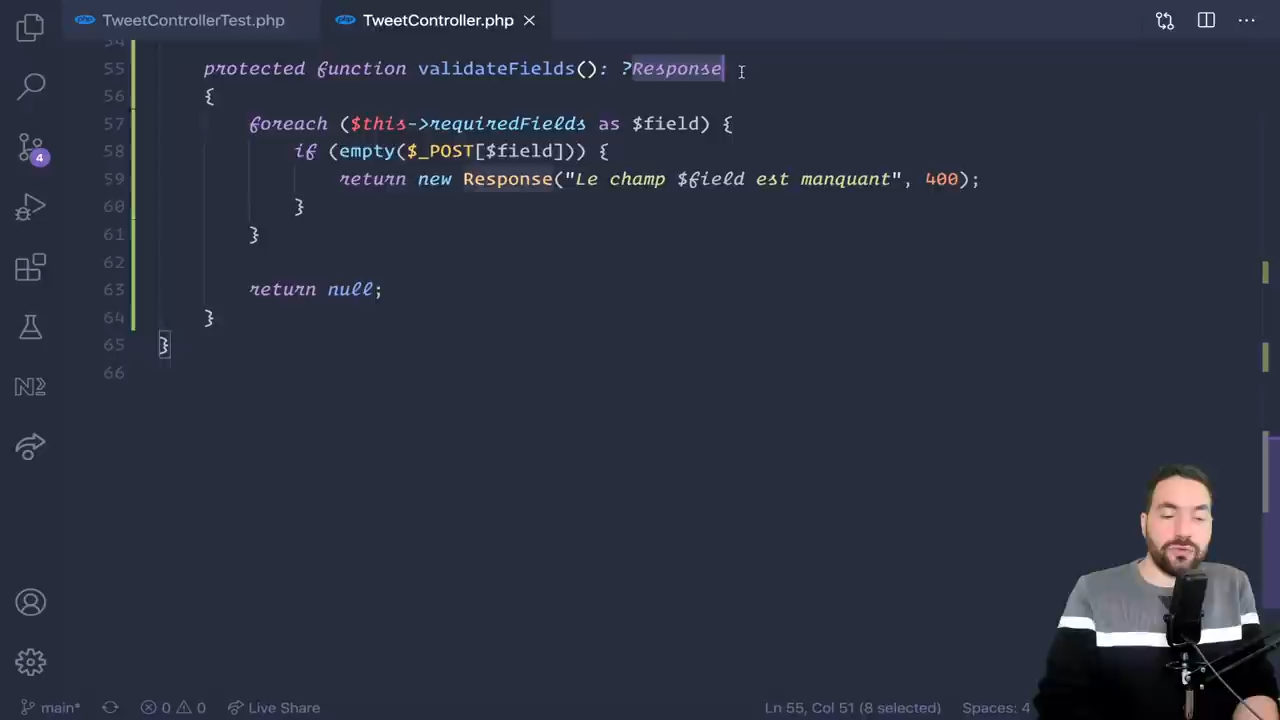 TweetControllerTest.php
TweetController.php
55 protected function validateFields(): ?Response
56 {
57 foreach ($this->requiredFields as $field) {
58 if (empty($_POST[$field])) {
59 return new Response("Le champ $field est manquant", 400);
60 }
61 }
62
63 return null;
64 }
65 }
66
4
main*
0 0
Live Share
Ln 55, Col 51 (8 selected)
Spaces: 4